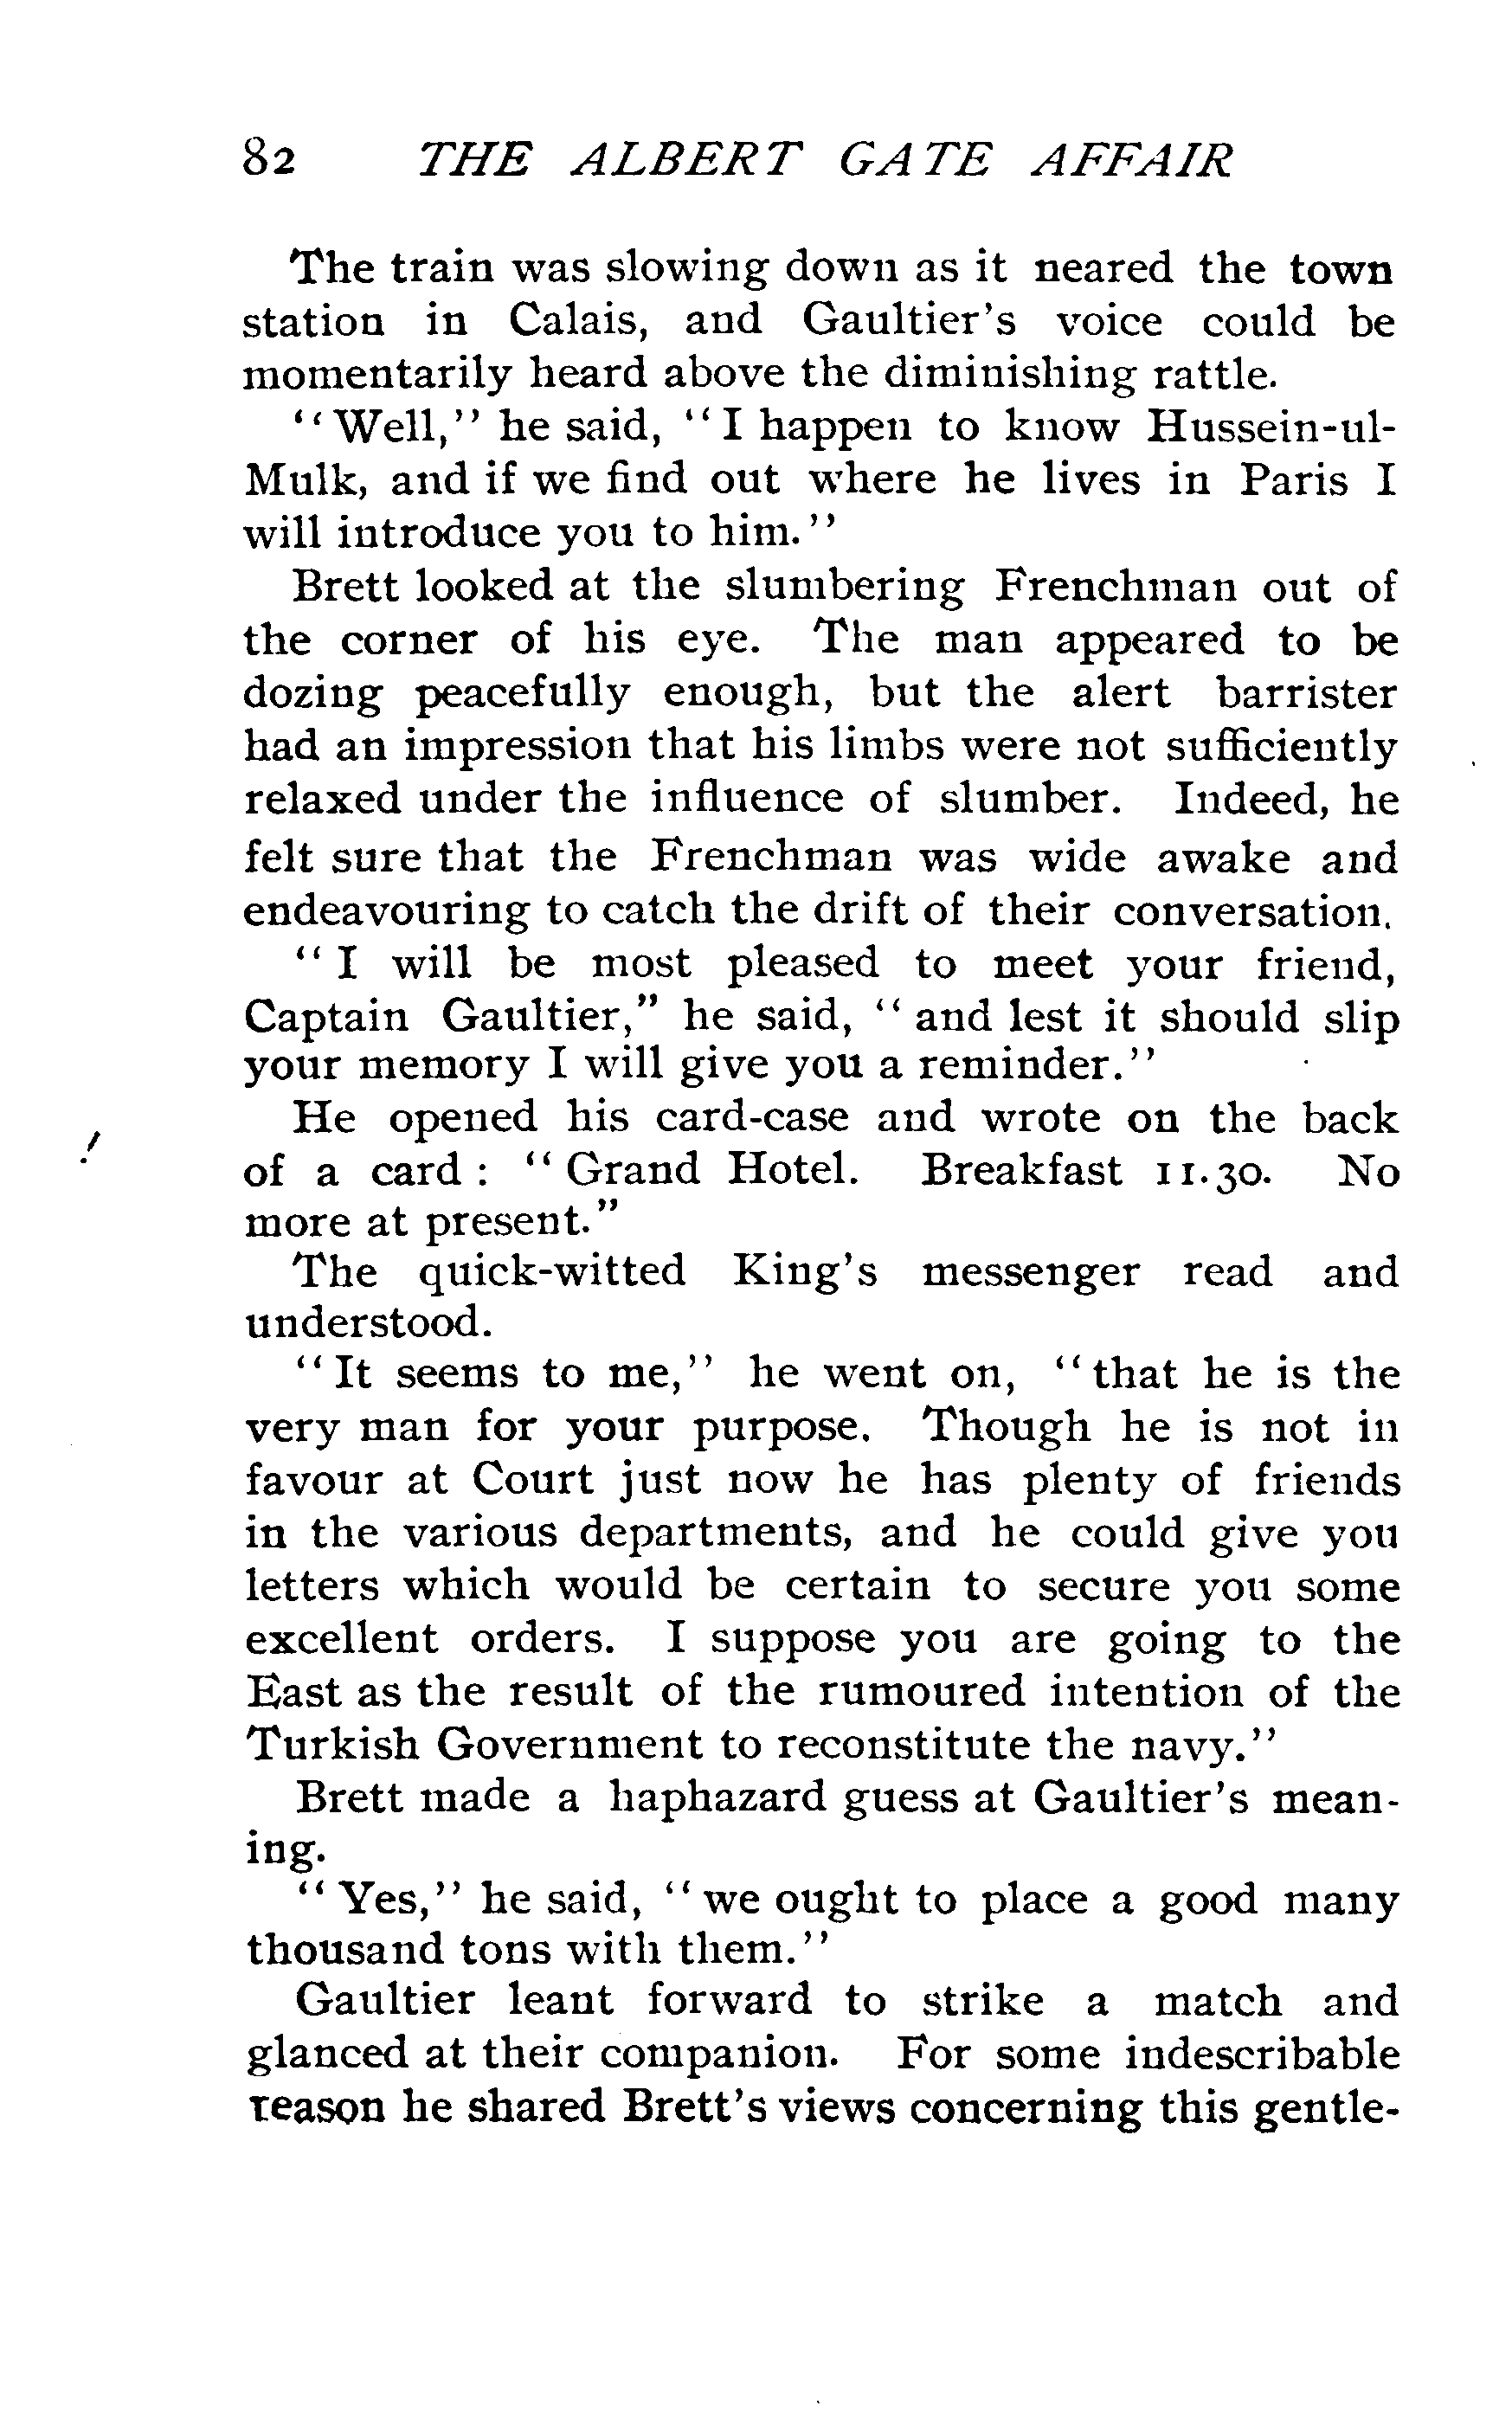 82 THE ALBERT GATE AFFAIR
The train was slowing down as it neared the town
station in Calais, and Gaultier's voice could be
momentarily heard above the diminishing rattle.
"Well," he said, "I happen to know Hussein-ul-
Mulk, and if we find out where he lives in Paris I
will introduce you to him."
Brett looked at the slumbering Frenchman out of
the corner of his eye. The man appeared to be
dozing peacefully enough, but the alert barrister
had an impression that his limbs were not sufficiently
relaxed under the influence of slumber. Indeed, he
felt sure that the Frenchman was wide awake and
endeavouring to catch the drift of their conversation.
"I will be most pleased to meet your friend,
Captain Gaultier," he said, "and lest it should slip
your memory I will give you a reminder."
He opened his card-case and wrote on the back
of a card: "Grand Hotel. Breakfast 11.30. No
more at present."
The quick-witted King's messenger read and
understood.
"It seems to me," he went on, "that he is the
very man for your purpose. Though he is not in
favour at Court just now he has plenty of friends
in the various departments, and he could give you
letters which would be certain to secure you some
excellent orders. I suppose you are going to the
East as the result of the rumoured intention of the
Turkish Government to reconstitute the navy."
Brett made a haphazard guess at Gaultier's mean-
ing.
"Yes," he said, "we ought to place a good many
thousand tons with them."
Gaultier leant forward to strike a match and
glanced at their companion. For some indescribable
reason he shared Brett's views concerning this gentle-